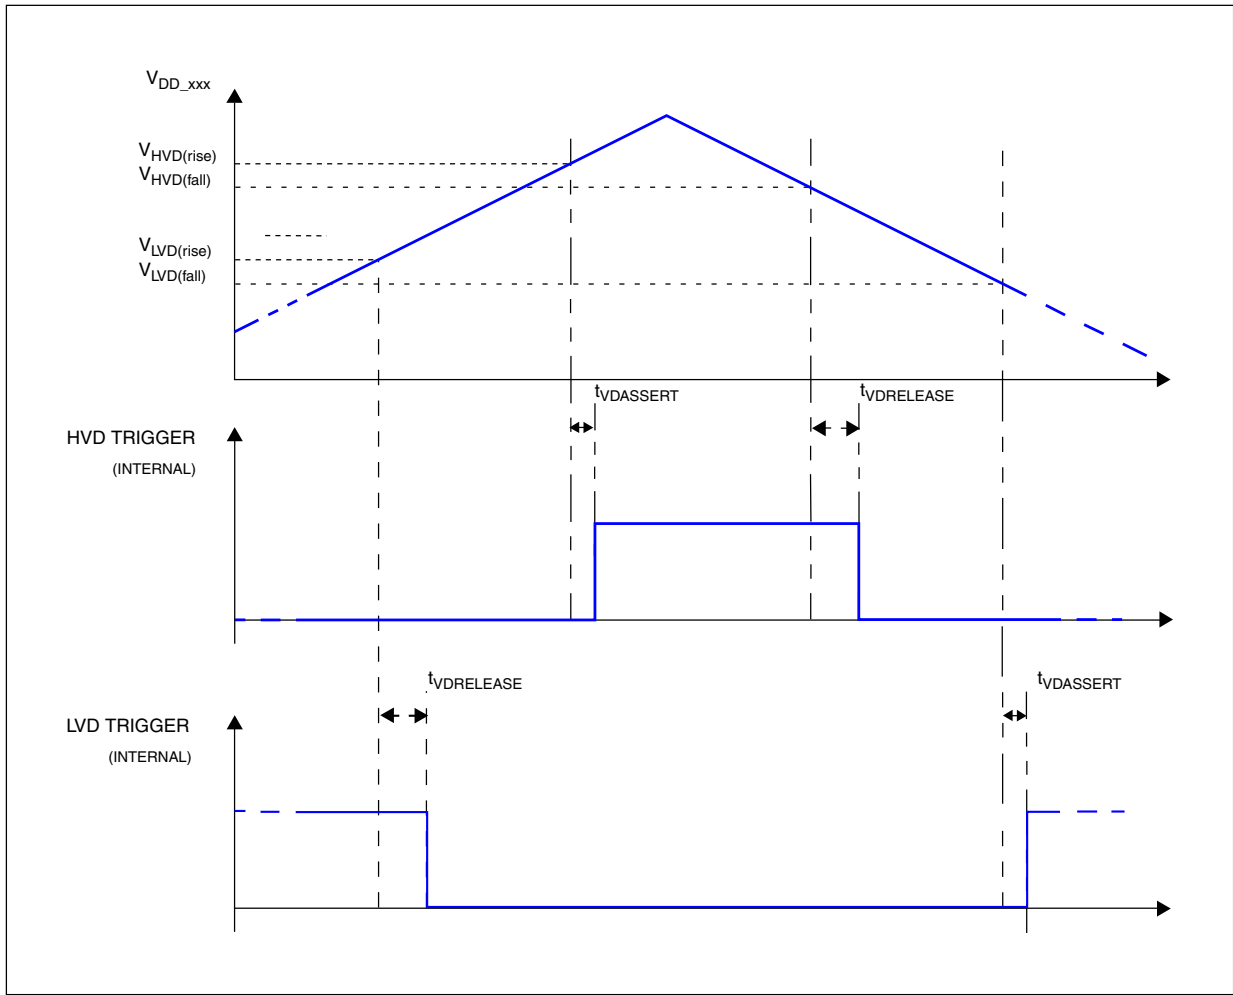 VDD_xxx
VHVD(rise)
VHVD(fall)
VLVD(rise)
VLVD(fall)
tVDASSERT
tVDRELEASE
HVD TRIGGER
(INTERNAL)
tVDRELEASE
tVDASSERT
LVD TRIGGER
(INTERNAL)